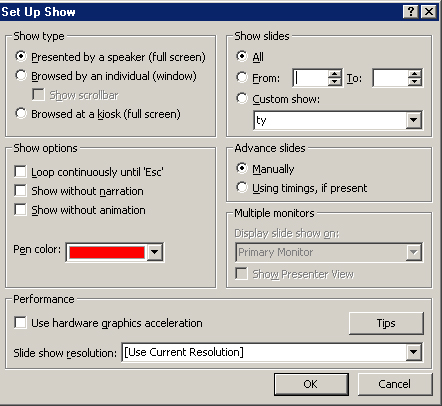 Set Up Show
Show type
Presented by a speaker (full screen)
Browsed by an individual (window)
Show scrollbar
Browsed at a kiosk (full screen)
Show slides
All
From: To:
Custom show:
ty
Show options
Loop continuously until 'Esc'
Show without narration
Show without animation
Pen color:
Advance slides
Manually
Using timings, if present
Multiple monitors
Display slide show on:
Primary Monitor
Show Presenter View
Performance
Use hardware graphics acceleration
Tips
Slide show resolution: [Use Current Resolution]
OK Cancel